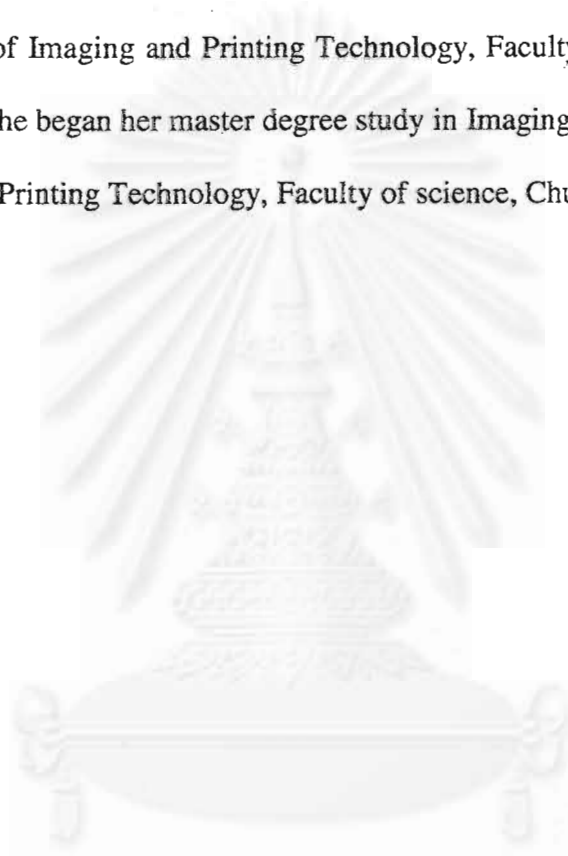 of Imaging and Printing Technology, Faculty
he began her master degree study in Imaging
Printing Technology, Faculty of science, Chu